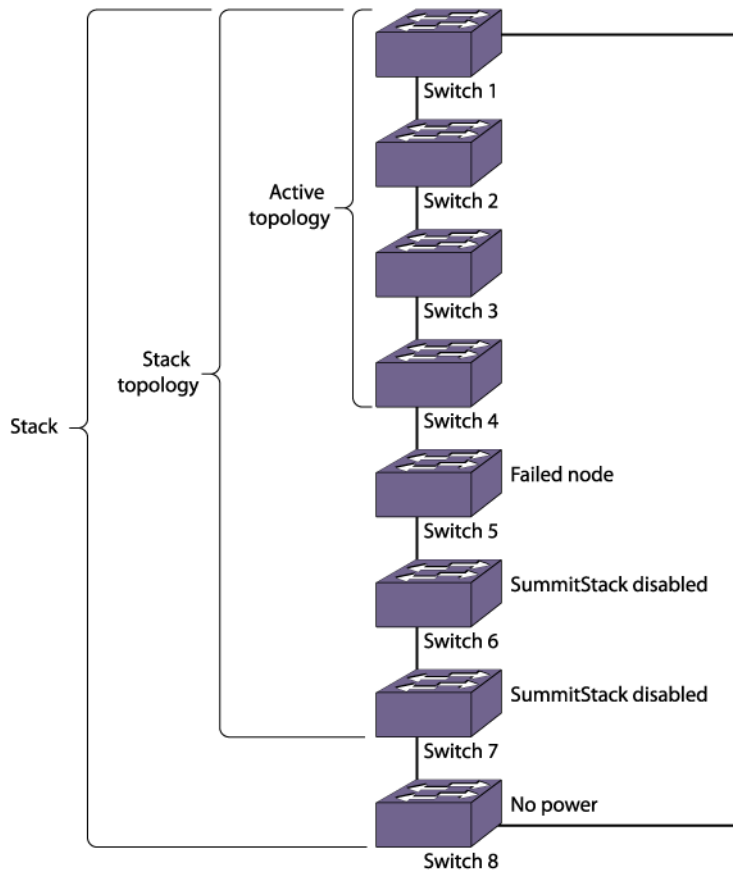 Switch 1
Switch 2
Active
topology
Switch 3
Stack
topology
Switch 4
Stack
Failed node
Switch 5
SummitStack disabled
Switch 6
SummitStack disabled
Switch 7
No power
Switch 8